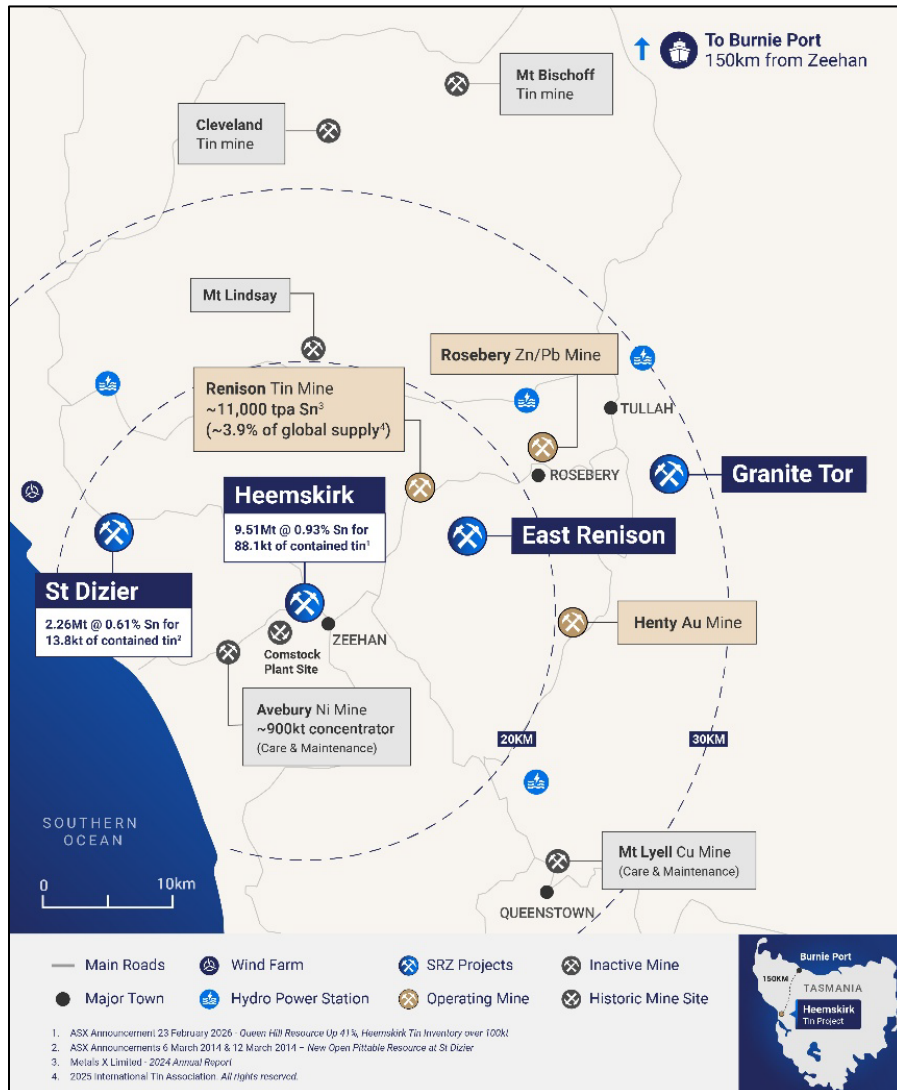 To Burnie Port
150km from Zeehan
Mt Bischoff
Tin mine
Cleveland
Tin mine
Mt Lindsay
Rosebery Zn/Pb Mine
Renison Tin Mine
~11,000 tpa Sn³
(~3.9% of global supply⁴)
TULLAH
ROSEBERY
Granite Tor
Heemskirk
9.51Mt @ 0.93% Sn for
88.1kt of contained tin¹
East Renison
St Dizier
2.26Mt @ 0.61% Sn for
13.8kt of contained tin²
Henty Au Mine
ZEEHAN
Comstock
Plant Site
Avebury Ni Mine
~900kt concentrator
(Care & Maintenance)
20KM
30KM
SOUTHERN
OCEAN
0 10km
Mt Lyell Cu Mine
(Care & Maintenance)
QUEENSTOWN
Main Roads
Wind Farm
SRZ Projects
Inactive Mine
Major Town
Hydro Power Station
Operating Mine
Historic Mine Site
1. ASX Announcement 23 February 2026 - Queen Hill Resource Up 41%, Heemskirk Tin Inventory over 100kt
2. ASX Announcements 6 March 2014 & 12 March 2014 – New Open Pittable Resource at St Dizier
3. Metals X Limited - 2024 Annual Report
4. 2025 International Tin Association. All rights reserved.
Burnie Port
150KM
TASMANIA
Heemskirk
Tin Project